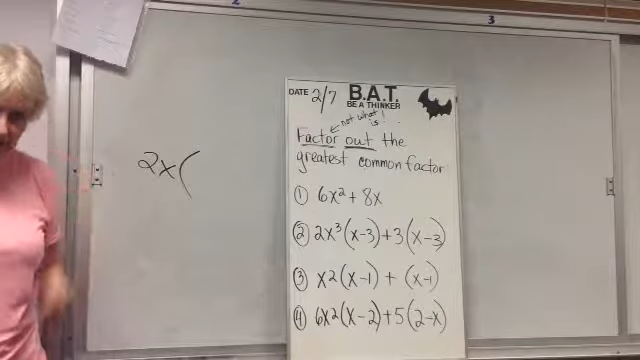 2
3
DATE 2/7 B.A.T.
BE A THINKER
not what is!
Factor out the
greatest common factor
① 6x² + 8x
② 2x³(x-3)+3(x-3)
③ x²(x-1) + (x-1)
④ 6x²(x-2)+5(2-x)
2x(